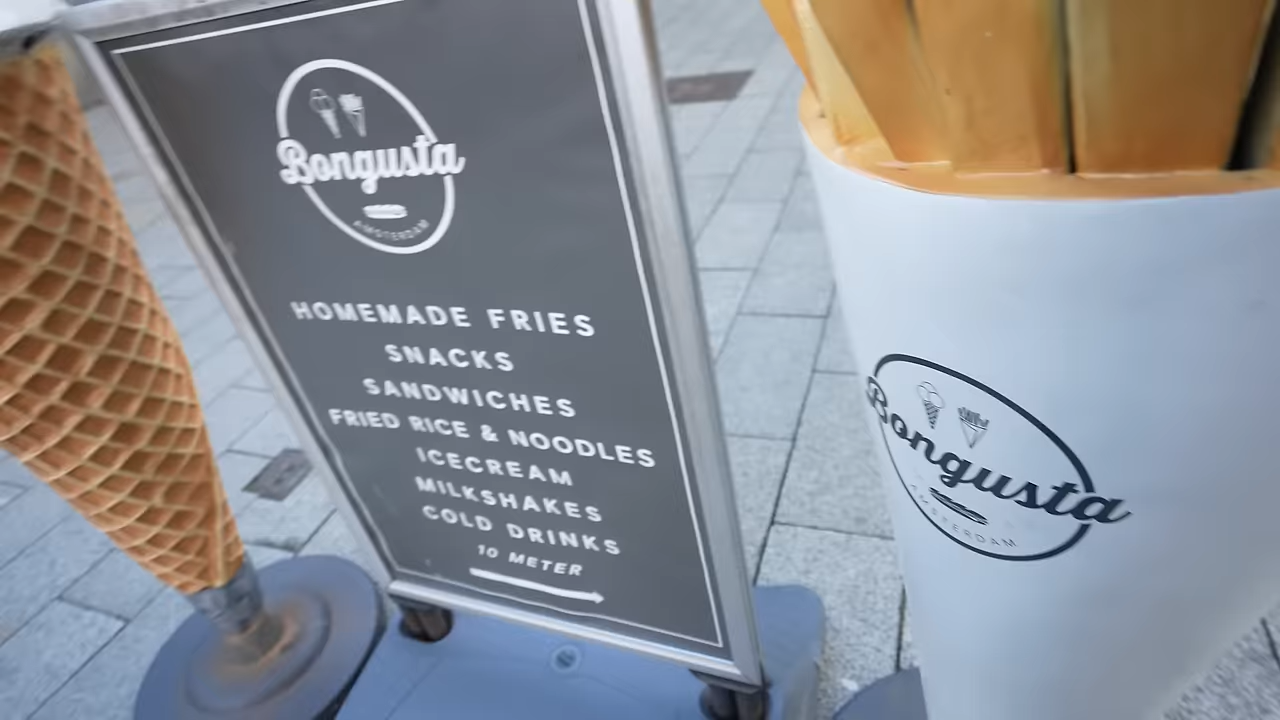 Bongusta
AMSTERDAM
HOMEMADE FRIES
SNACKS
SANDWICHES
FRIED RICE & NOODLES
ICECREAM
MILKSHAKES
COLD DRINKS
10 METER
Bongusta
AMSTERDAM